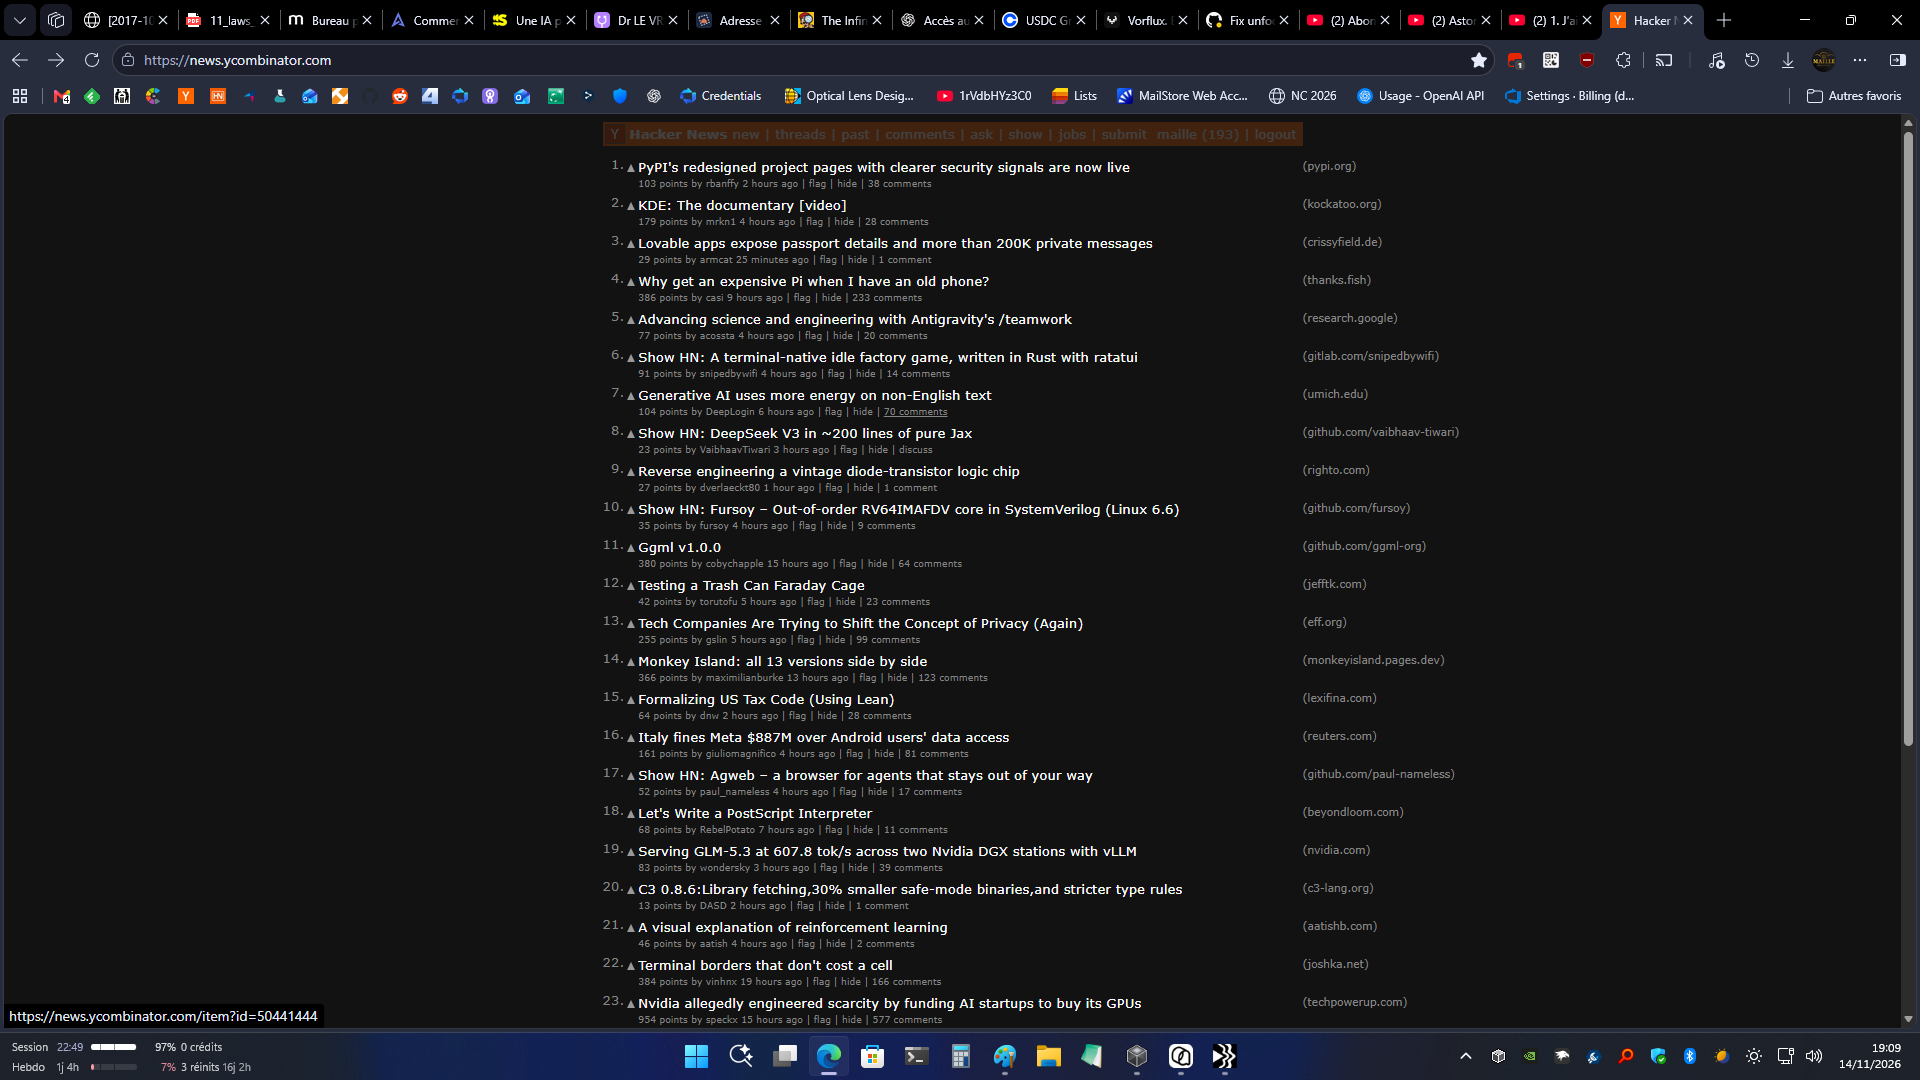 [2017-10
11_laws_
Bureau p
Commer
Une IA p
Dr LE VR
Adresse
The Infin
Accès au
USDC Gr
Vorflux.
Fix unfo
(2) Abon
(2) Astor
(2) 1. J'ai
Hacker N
https://news.ycombinator.com
Credentials
Optical Lens Desig...
1rVdbHYz3C0
Lists
MailStore Web Acc...
NC 2026
Usage - OpenAI API
Settings · Billing (d...
Autres favoris
Y Hacker News new | threads | past | comments | ask | show | jobs | submit maille (193) | logout
1. PyPI's redesigned project pages with clearer security signals are now live (pypi.org)
103 points by rbanffy 2 hours ago | flag | hide | 38 comments
2. KDE: The documentary [video] (kockatoo.org)
179 points by mrkn1 4 hours ago | flag | hide | 28 comments
3. Lovable apps expose passport details and more than 200K private messages (crissyfield.de)
29 points by armcat 25 minutes ago | flag | hide | 1 comment
4. Why get an expensive Pi when I have an old phone? (thanks.fish)
386 points by casi 9 hours ago | flag | hide | 233 comments
5. Advancing science and engineering with Antigravity's /teamwork (research.google)
77 points by acossta 4 hours ago | flag | hide | 20 comments
6. Show HN: A terminal-native idle factory game, written in Rust with ratatui (gitlab.com/snipedbywifi)
91 points by snipedbywifi 4 hours ago | flag | hide | 14 comments
7. Generative AI uses more energy on non-English text (umich.edu)
104 points by DeepLogin 6 hours ago | flag | hide | 70 comments
8. Show HN: DeepSeek V3 in ~200 lines of pure Jax (github.com/vaibhaav-tiwari)
23 points by VaibhaavTiwari 3 hours ago | flag | hide | discuss
9. Reverse engineering a vintage diode-transistor logic chip (righto.com)
27 points by dverlaeckt80 1 hour ago | flag | hide | 1 comment
10. Show HN: Fursoy – Out-of-order RV64IMAFDV core in SystemVerilog (Linux 6.6) (github.com/fursoy)
35 points by fursoy 4 hours ago | flag | hide | 9 comments
11. Ggml v1.0.0 (github.com/ggml-org)
380 points by cobychapple 15 hours ago | flag | hide | 64 comments
12. Testing a Trash Can Faraday Cage (jefftk.com)
42 points by torutofu 5 hours ago | flag | hide | 23 comments
13. Tech Companies Are Trying to Shift the Concept of Privacy (Again) (eff.org)
255 points by gslin 5 hours ago | flag | hide | 99 comments
14. Monkey Island: all 13 versions side by side (monkeyisland.pages.dev)
366 points by maximilianburke 13 hours ago | flag | hide | 123 comments
15. Formalizing US Tax Code (Using Lean) (lexifina.com)
64 points by dnw 2 hours ago | flag | hide | 28 comments
16. Italy fines Meta $887M over Android users' data access (reuters.com)
161 points by giuliomagnifico 4 hours ago | flag | hide | 81 comments
17. Show HN: Agweb – a browser for agents that stays out of your way (github.com/paul-nameless)
52 points by paul_nameless 4 hours ago | flag | hide | 17 comments
18. Let's Write a PostScript Interpreter (beyondloom.com)
68 points by RebelPotato 7 hours ago | flag | hide | 11 comments
19. Serving GLM-5.3 at 607.8 tok/s across two Nvidia DGX stations with vLLM (nvidia.com)
83 points by wondersky 3 hours ago | flag | hide | 39 comments
20. C3 0.8.6:Library fetching,30% smaller safe-mode binaries,and stricter type rules (c3-lang.org)
13 points by DASD 2 hours ago | flag | hide | 1 comment
21. A visual explanation of reinforcement learning (aatishb.com)
46 points by aatish 4 hours ago | flag | hide | 2 comments
22. Terminal borders that don't cost a cell (joshka.net)
384 points by vinhnx 19 hours ago | flag | hide | 166 comments
23. Nvidia allegedly engineered scarcity by funding AI startups to buy its GPUs (techpowerup.com)
954 points by speckx 15 hours ago | flag | hide | 577 comments
https://news.ycombinator.com/item?id=50441444
Session 22:49 97% 0 crédits
Hebdo 1j 4h 7% 3 réinits 16j 2h
19:09
14/11/2026